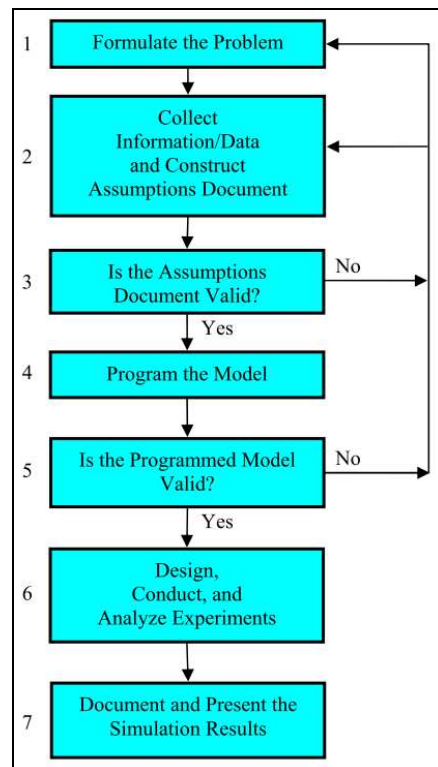 1
Formulate the Problem
2
Collect
Information/Data
and Construct
Assumptions Document
3
Is the Assumptions
Document Valid?
No
Yes
4
Program the Model
5
Is the Programmed Model
Valid?
No
Yes
6
Design,
Conduct, and
Analyze Experiments
7
Document and Present the
Simulation Results